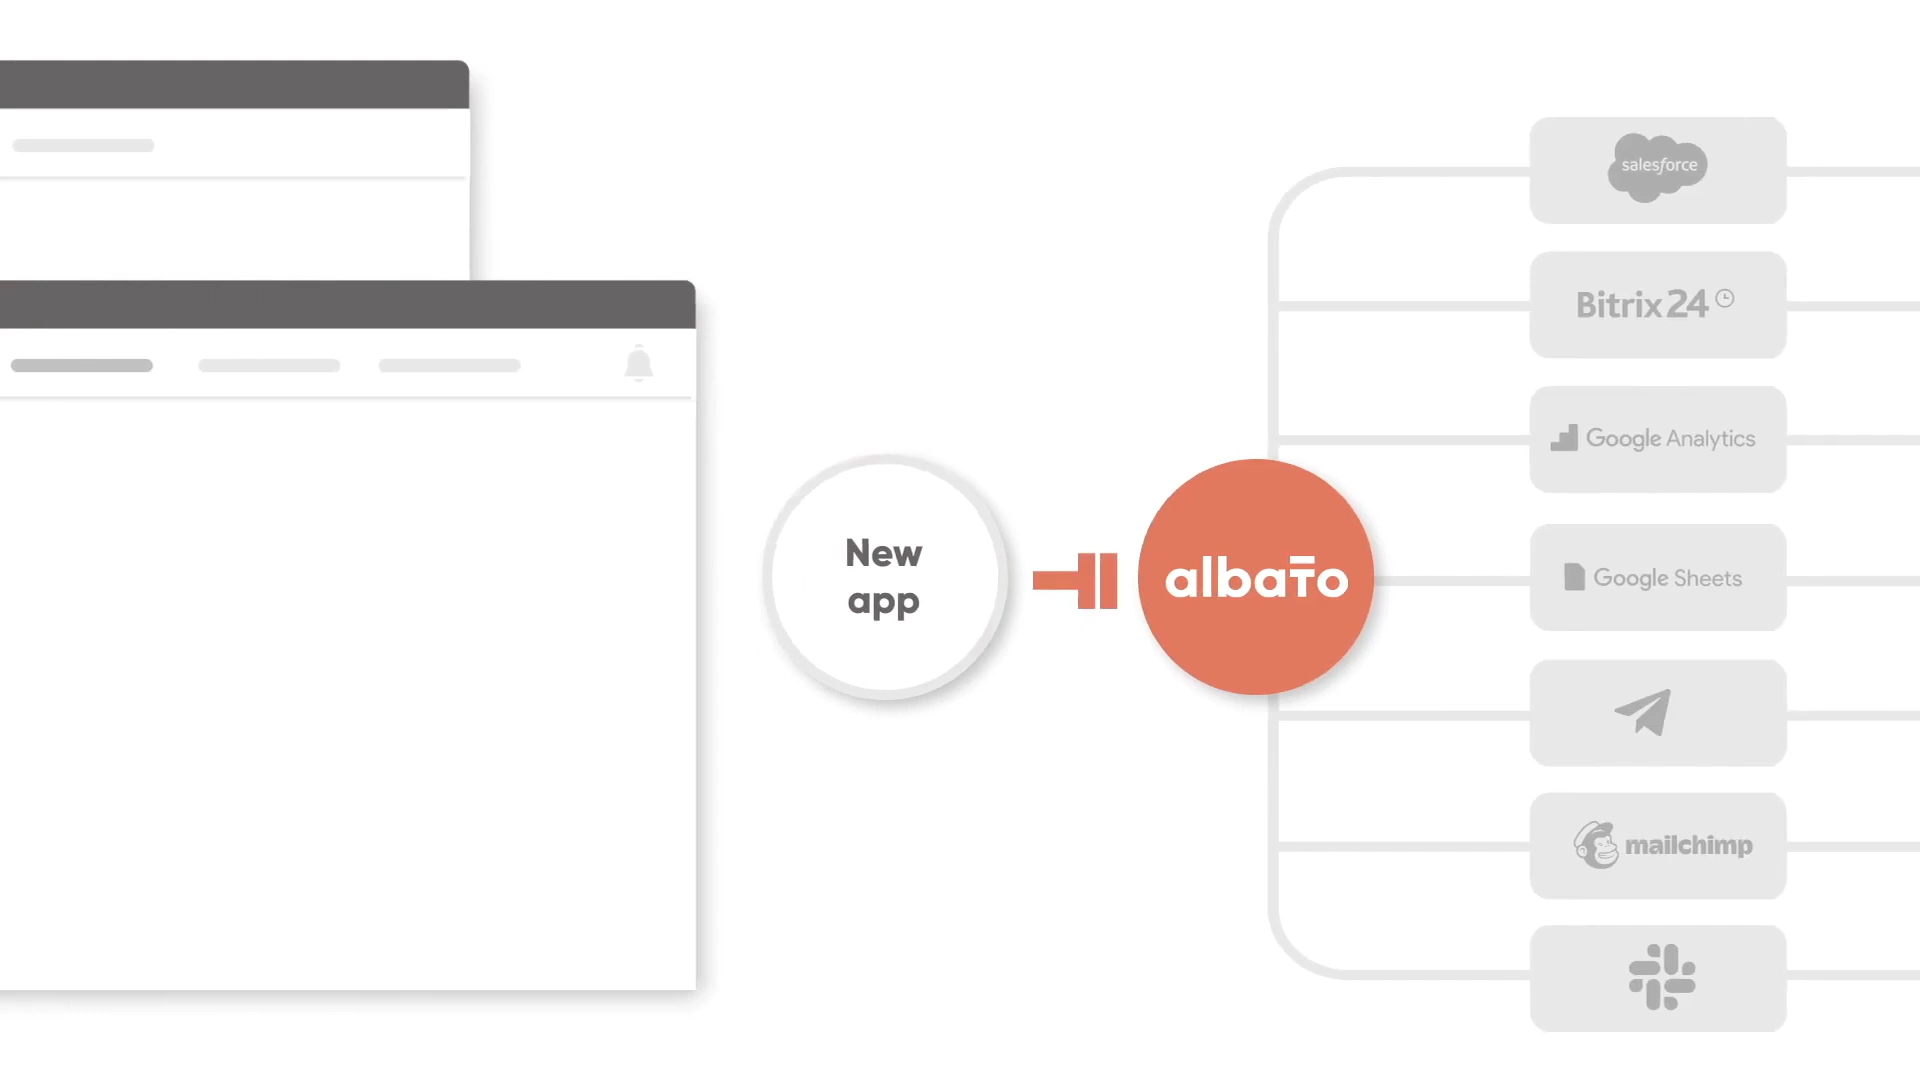 New
app
albato
salesforce
Bitrix24
Google Analytics
Google Sheets
mailchimp